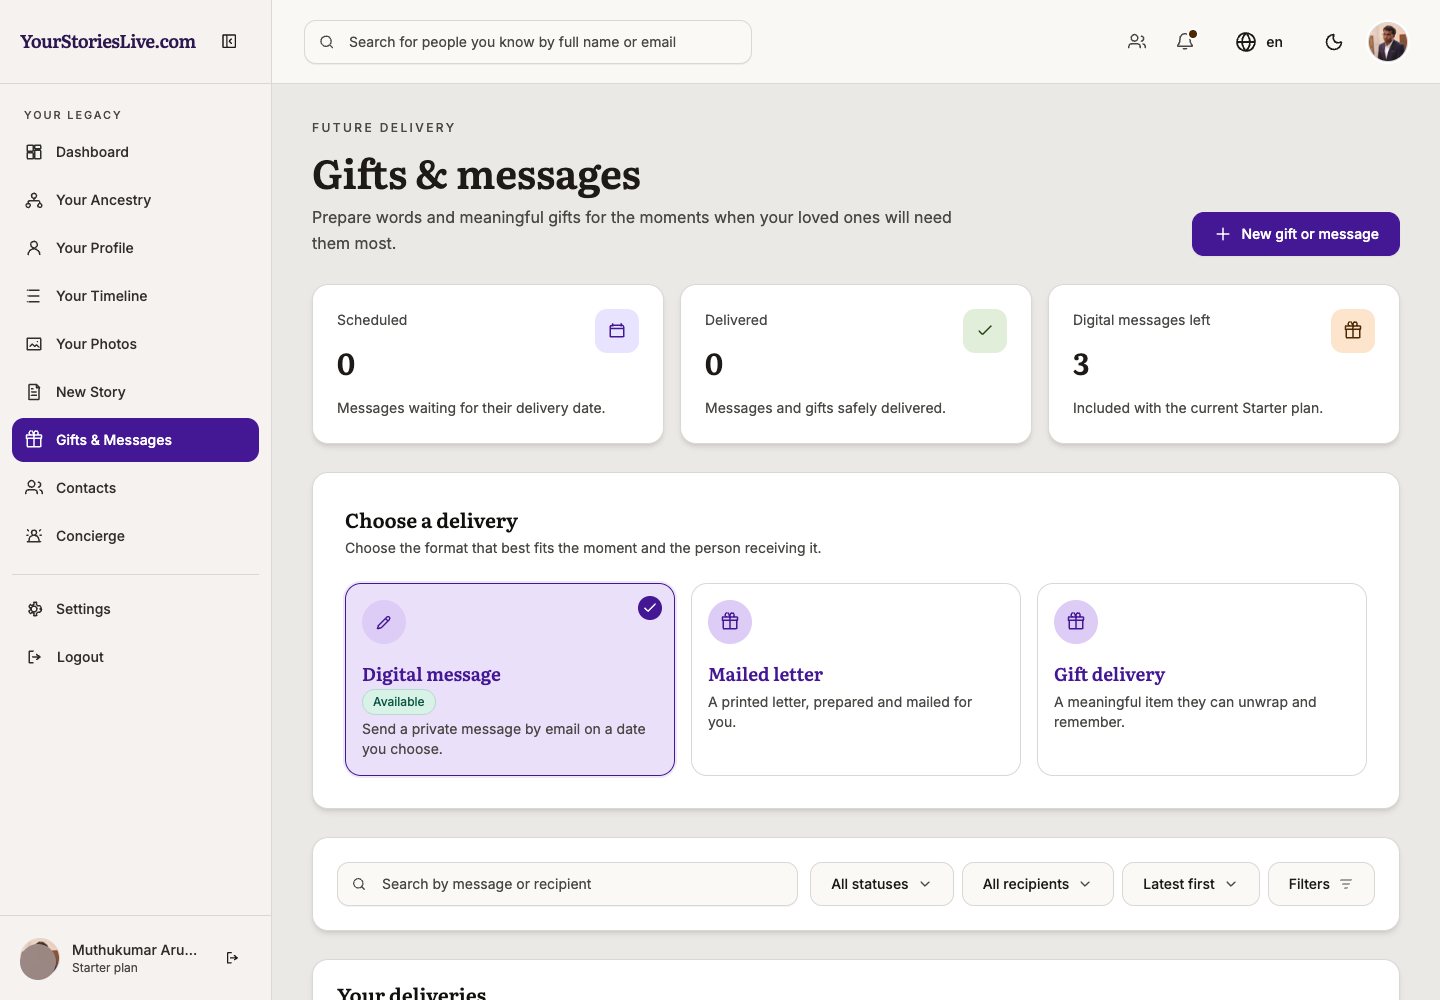 YourStoriesLive.com
Search for people you know by full name or email
en
YOUR LEGACY
Dashboard
Your Ancestry
Your Profile
Your Timeline
Your Photos
New Story
Gifts & Messages
Contacts
Concierge
Settings
Logout
Muthukumar Aru...
Starter plan
FUTURE DELIVERY
Gifts & messages
Prepare words and meaningful gifts for the moments when your loved ones will need
them most.
New gift or message
Scheduled
0
Messages waiting for their delivery date.
Delivered
0
Messages and gifts safely delivered.
Digital messages left
3
Included with the current Starter plan.
Choose a delivery
Choose the format that best fits the moment and the person receiving it.
Digital message
Available
Send a private message by email on a date
you choose.
Mailed letter
A printed letter, prepared and mailed for
you.
Gift delivery
A meaningful item they can unwrap and
remember.
Search by message or recipient
All statuses
All recipients
Latest first
Filters
Your deliveries